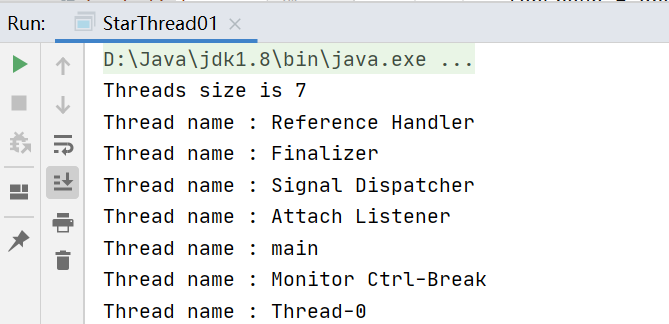 Run: StarThread01
D:\Java\jdk1.8\bin\java.exe ...
Threads size is 7
Thread name : Reference Handler
Thread name : Finalizer
Thread name : Signal Dispatcher
Thread name : Attach Listener
Thread name : main
Thread name : Monitor Ctrl-Break
Thread name : Thread-0